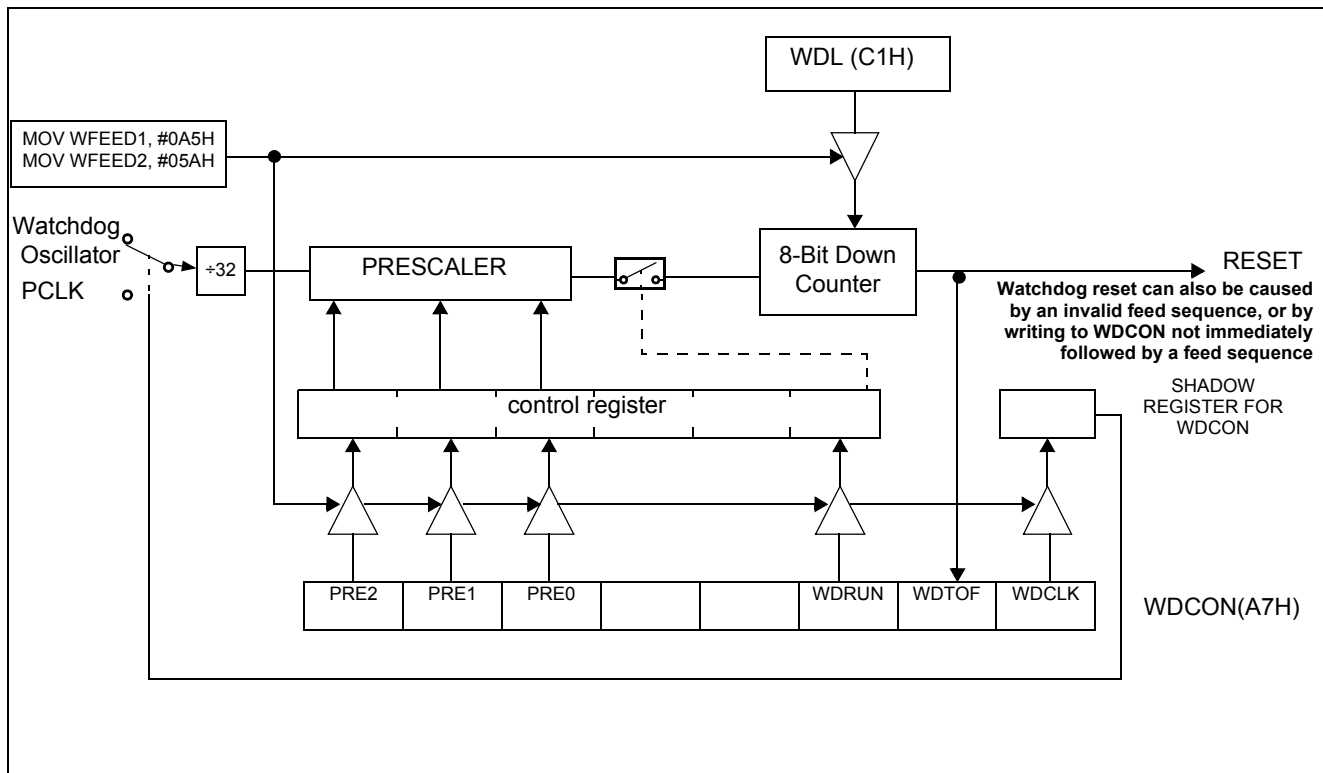 WDL (C1H)
MOV WFEED1, #0A5H
MOV WFEED2, #05AH
Watchdog
Oscillator
PCLK
÷32
PRESCALER
8-Bit Down
Counter
RESET
Watchdog reset can also be caused
by an invalid feed sequence, or by
writing to WDCON not immediately
followed by a feed sequence
control register
SHADOW
REGISTER FOR
WDCON
PRE2 PRE1 PRE0 WDRUN WDTOF WDCLK
WDCON(A7H)